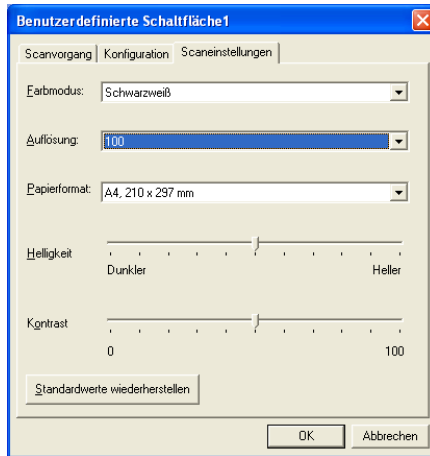 Benutzerdefinierte Schaltfläche1
Scanvorgang Konfiguration Scaneinstellungen
Farbmodus: Schwarzweiß
Auflösung: 100
Papierformat: A4, 210 x 297 mm
Helligkeit
Dunkler Heller
Kontrast
0 100
Standardwerte wiederherstellen
OK Abbrechen